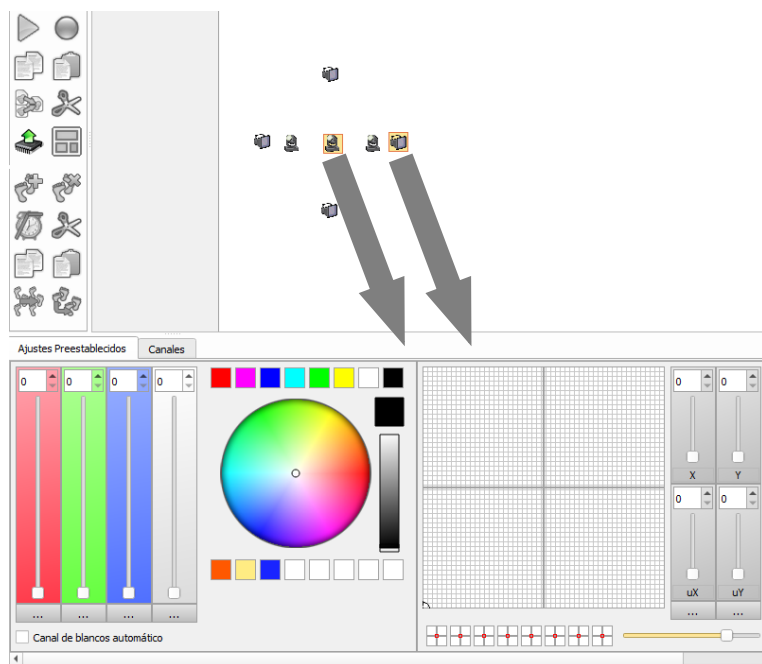 Ajustes Preestablecidos Canales
0 0 0 0 0 0
X Y
0 0
uX uY
... ... ... ... ... ...
Canal de blancos automático